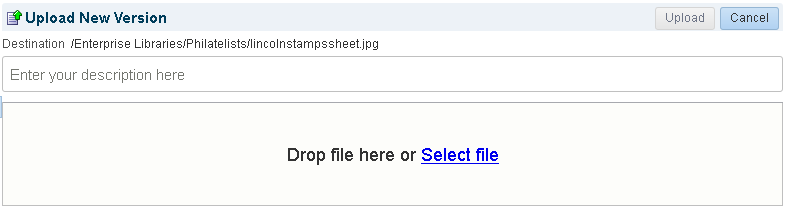 Upload New Version Upload Cancel
Destination /Enterprise Libraries/Philatelists/lincolnstampssheet.jpg
Enter your description here
Drop file here or Select file